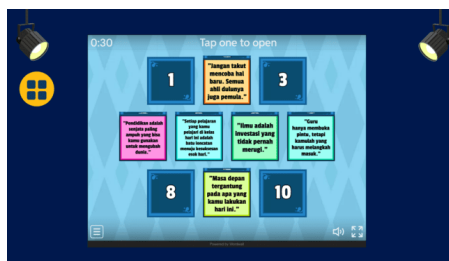 0:30
Tap one to open
1
"Jangan takut
mencoba hal
baru. Semua
ahli dulunya
juga pemula."
3
"Pendidikan adalah
senjata paling
ampuh yang bisa
kamu gunakan
untuk mengubah
dunia."
"Setiap pelajaran
yang kamu
pelajari di kelas
hari ini adalah
batu loncatan
menuju kesuksesan
esok hari."
"Ilmu adalah
investasi yang
tidak pernah
merugi."
"Guru
hanya membuka
pintu, tetapi
kamulah yang
harus melangkah
masuk."
8
"Masa depan
tergantung
pada apa yang
kamu lakukan
hari ini."
10